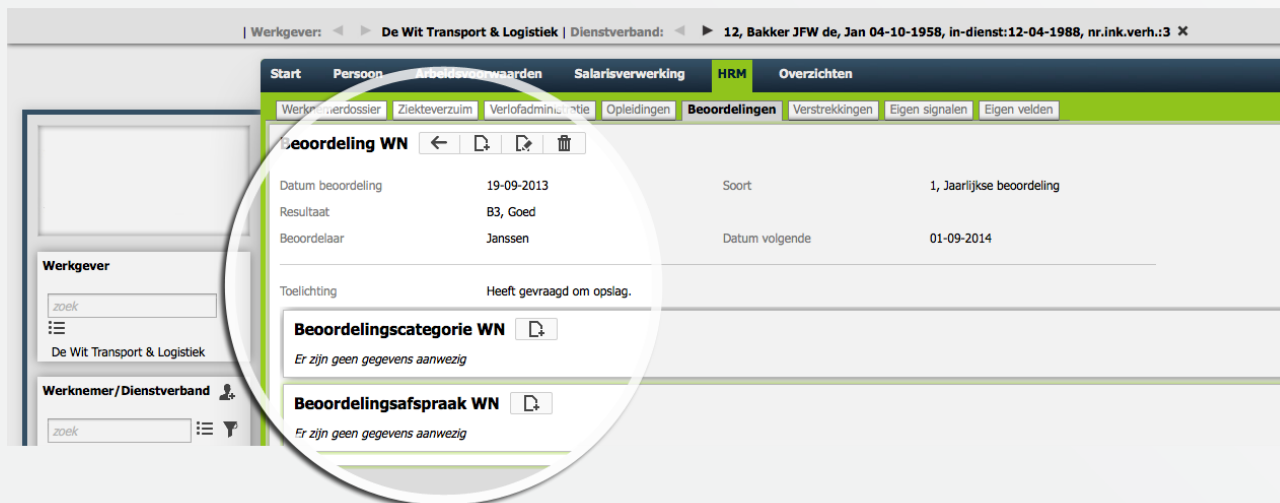 | Werkgever: De Wit Transport & Logistiek | Dienstverband: 12, Bakker JFW de, Jan 04-10-1958, in-dienst:12-04-1988, nr.ink.verh.:3
Start Persoon Arbeidsvoorwaarden Salarisverwerking HRM Overzichten
Werknemerdossier Ziekteverzuim Verlofadministratie Opleidingen Beoordelingen Verstrekkingen Eigen signalen Eigen velden
Beoordeling WN
Datum beoordeling 19-09-2013 Soort 1, Jaarlijkse beoordeling
Resultaat B3, Goed
Beoordelaar Janssen Datum volgende 01-09-2014
Werkgever
Toelichting Heeft gevraagd om opslag.
zoek
Beoordelingscategorie WN
De Wit Transport & Logistiek
Er zijn geen gegevens aanwezig
Werknemer/Dienstverband
Beoordelingsafspraak WN
zoek
Er zijn geen gegevens aanwezig